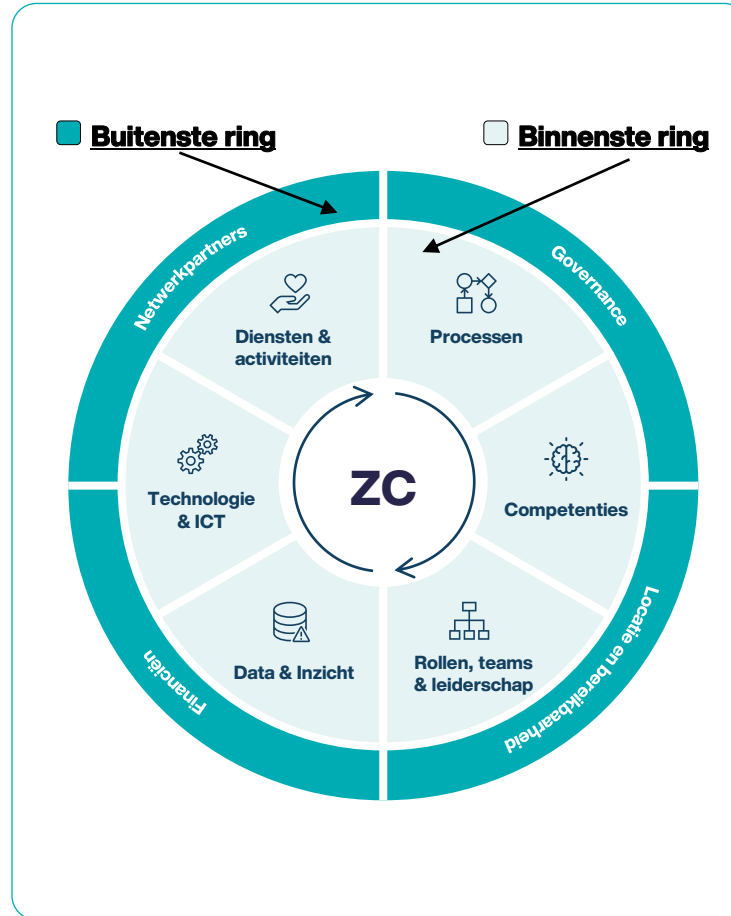 Buitenste ring
Binnenste ring
Netwerkpartners
Governance
Diensten &
activiteiten
Processen
Technologie
& ICT
ZC
Competenties
Data & Inzicht
Rollen, teams
& leiderschap
Financiën
Locatie en bereikbaarheid